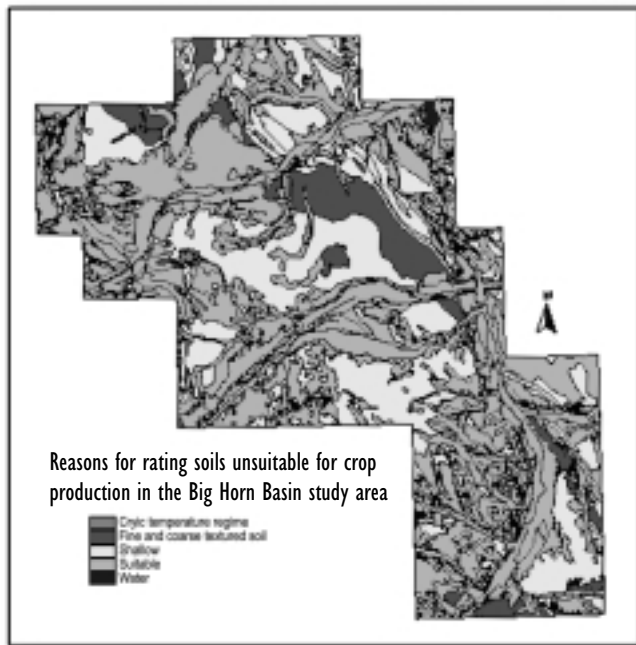 Reasons for rating soils unsuitable for crop
production in the Big Horn Basin study area
Cryic temperature regime
Fine and coarse textured soil
Shallow
Suitable
Water